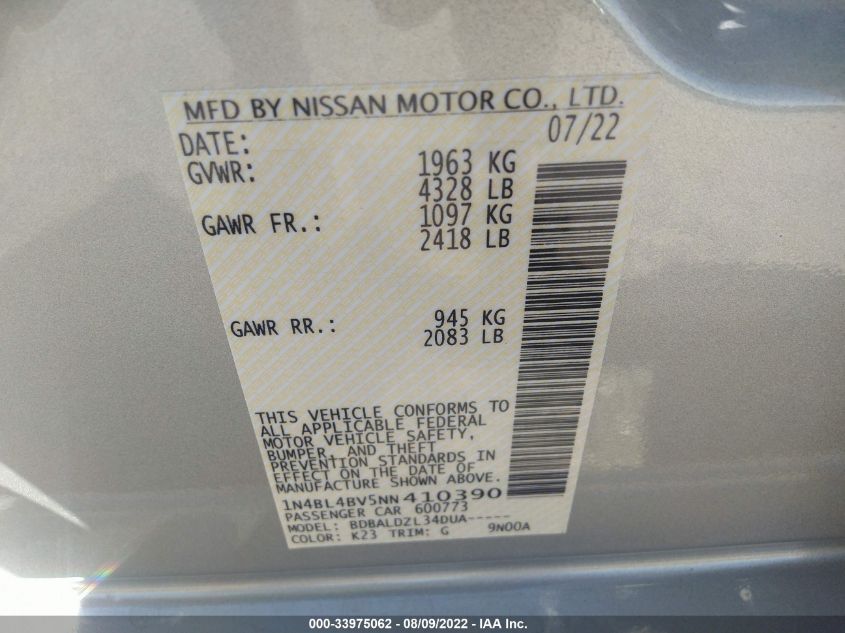 MFD BY NISSAN MOTOR CO., LTD.
DATE: 07/22
GVWR: 1963 KG
4328 LB
GAWR FR.: 1097 KG
2418 LB
GAWR RR.: 945 KG
2083 LB
THIS VEHICLE CONFORMS TO
ALL APPLICABLE FEDERAL
MOTOR VEHICLE SAFETY,
BUMPER, AND THEFT
PREVENTION STANDARDS IN
EFFECT ON THE DATE OF
MANUFACTURE SHOWN ABOVE.
1N4BL4BV5NN410390
PASSENGER CAR 600773
MODEL: BDBALDZL34DUA-----
COLOR: K23 TRIM: G 9N00A
000-33975062 - 08/09/2022 - IAA Inc.